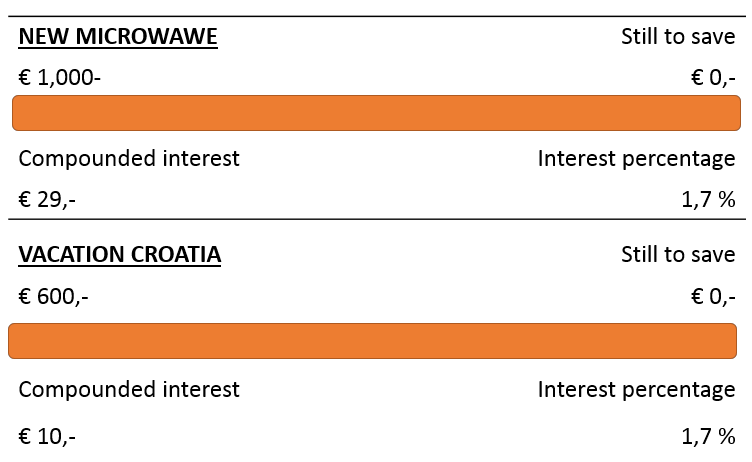 NEW MICROWAWE Still to save
€ 1,000- € 0,-
Compounded interest Interest percentage
€ 29,- 1,7 %
VACATION CROATIA Still to save
€ 600,- € 0,-
Compounded interest Interest percentage
€ 10,- 1,7 %